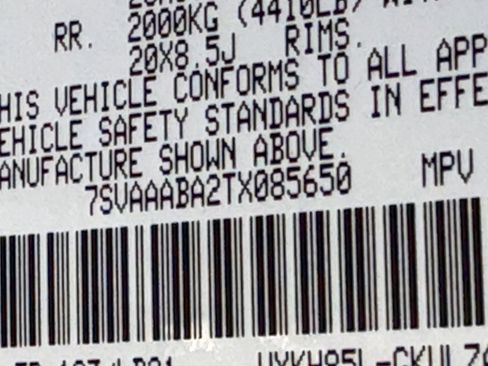 2000KG (4410LB)
RR. 20X8.5J RIMS.
HIS VEHICLE CONFORMS TO ALL APP
EHICLE SAFETY STANDARDS IN EFFE
ANUFACTURE SHOWN ABOVE.
7SVAAABA2TX085650 MPV